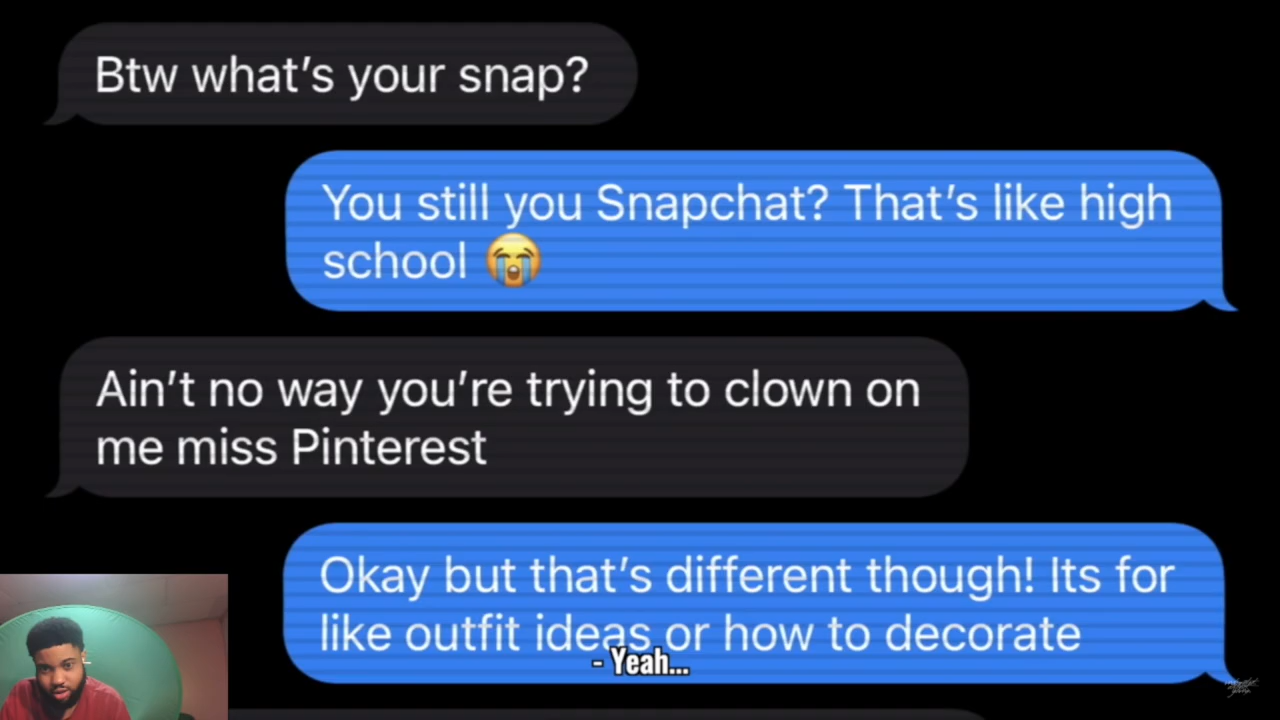 Btw what's your snap?
You still you Snapchat? That's like high
school 😭
Ain't no way you're trying to clown on
me miss Pinterest
Okay but that's different though! Its for
like outfit ideas or how to decorate
- Yeah...